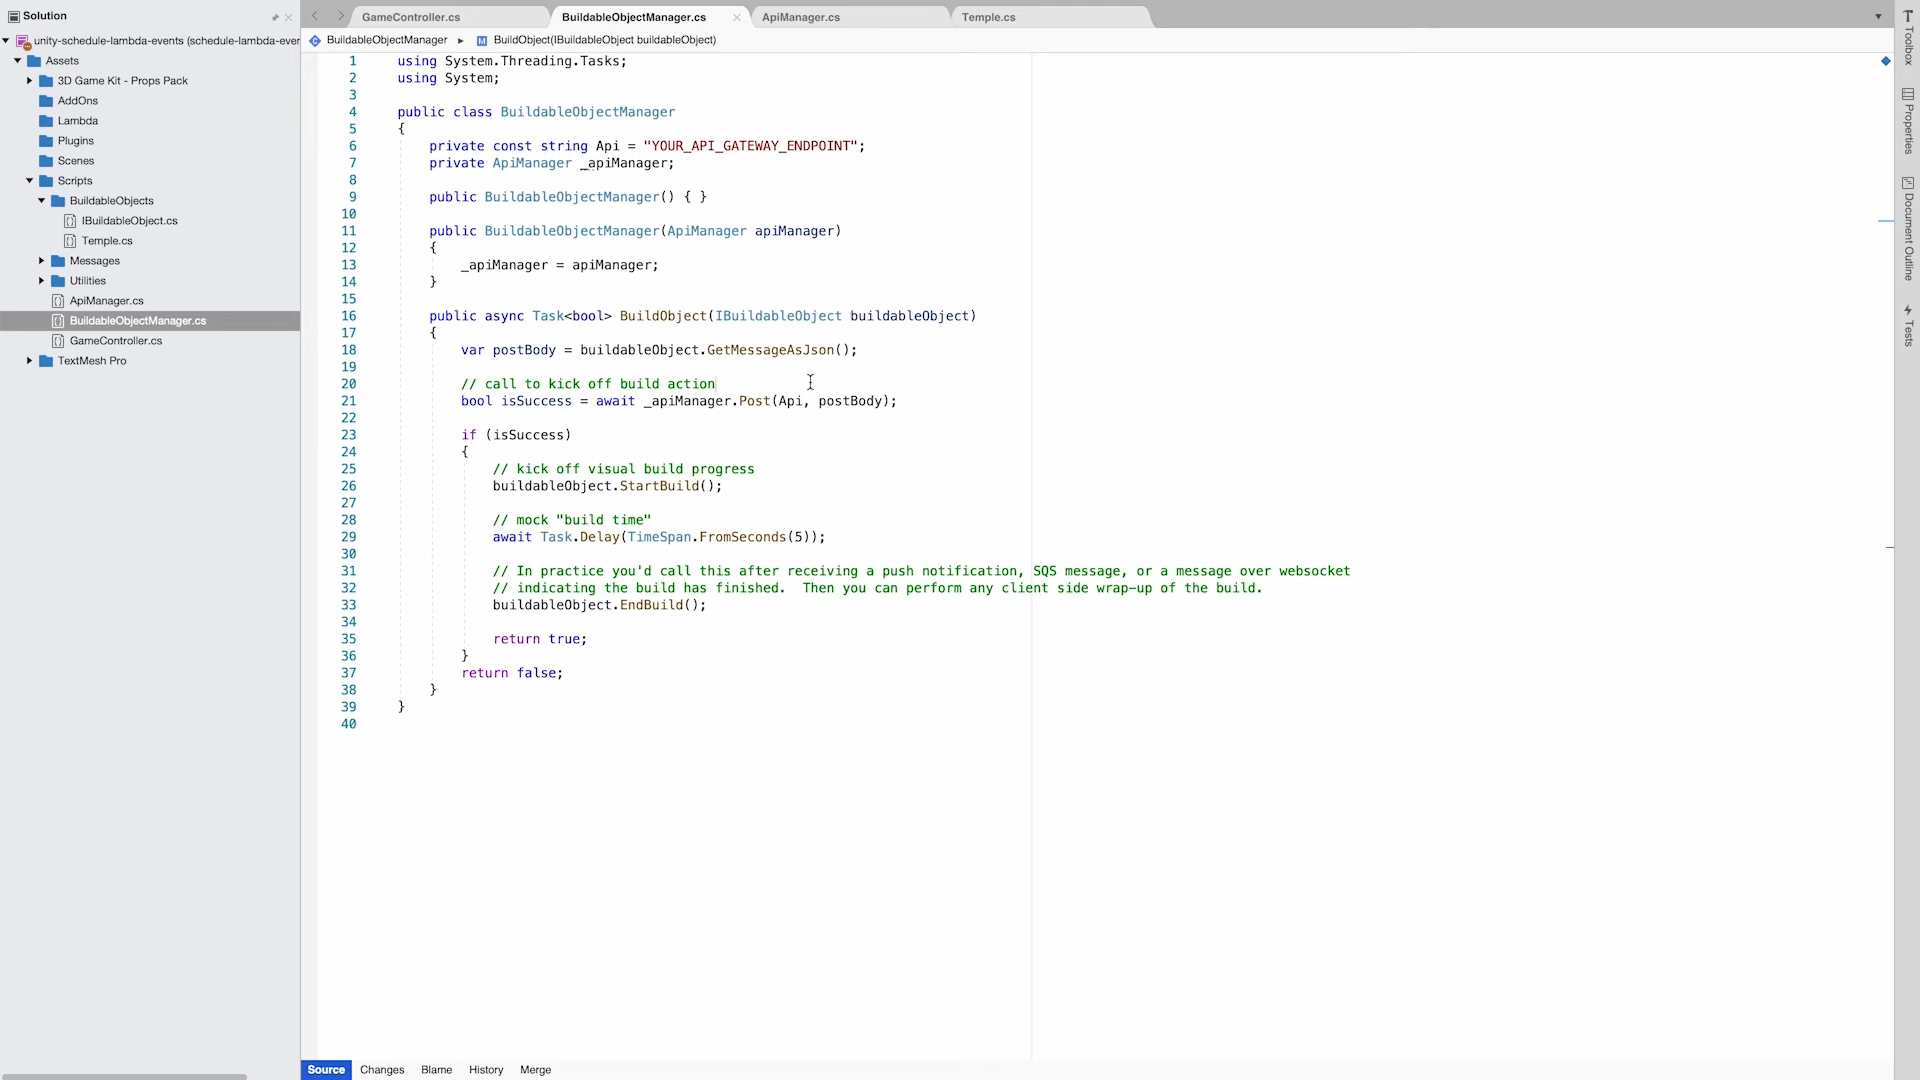 Solution
unity-schedule-lambda-events (schedule-lambda-ever
Assets
3D Game Kit - Props Pack
AddOns
Lambda
Plugins
Scenes
Scripts
BuildableObjects
IBuildableObject.cs
Temple.cs
Messages
Utilities
ApiManager.cs
BuildableObjectManager.cs
GameController.cs
TextMesh Pro
GameController.cs
BuildableObjectManager.cs
ApiManager.cs
Temple.cs
BuildableObjectManager
BuildObject(IBuildableObject buildableObject)
1 using System.Threading.Tasks;
2 using System;
3
4 public class BuildableObjectManager
5 {
6 private const string Api = "YOUR_API_GATEWAY_ENDPOINT";
7 private ApiManager _apiManager;
8
9 public BuildableObjectManager() { }
10
11 public BuildableObjectManager(ApiManager apiManager)
12 {
13 _apiManager = apiManager;
14 }
15
16 public async Task<bool> BuildObject(IBuildableObject buildableObject)
17 {
18 var postBody = buildableObject.GetMessageAsJson();
19
20 // call to kick off build action
21 bool isSuccess = await _apiManager.Post(Api, postBody);
22
23 if (isSuccess)
24 {
25 // kick off visual build progress
26 buildableObject.StartBuild();
27
28 // mock "build time"
29 await Task.Delay(TimeSpan.FromSeconds(5));
30
31 // In practice you'd call this after receiving a push notification, SQS message, or a message over websocket
32 // indicating the build has finished.  Then you can perform any client side wrap-up of the build.
33 buildableObject.EndBuild();
34
35 return true;
36 }
37 return false;
38 }
39 }
40
Source
Changes
Blame
History
Merge
Toolbox
Properties
Document Outline
Tests